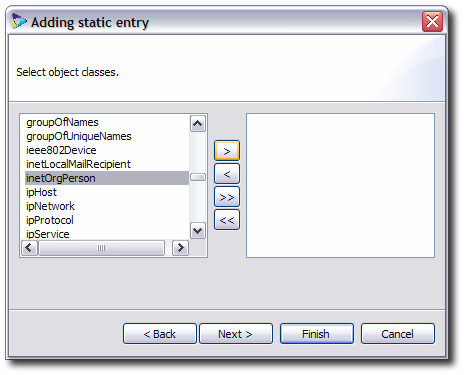 Adding static entry
Select object classes.
groupOfNames
groupOfUniqueNames
ieee802Device
inetLocalMailRecipient
inetOrgPerson
ipHost
ipNetwork
ipProtocol
ipService
>
<
>>
<<
< Back
Next >
Finish
Cancel